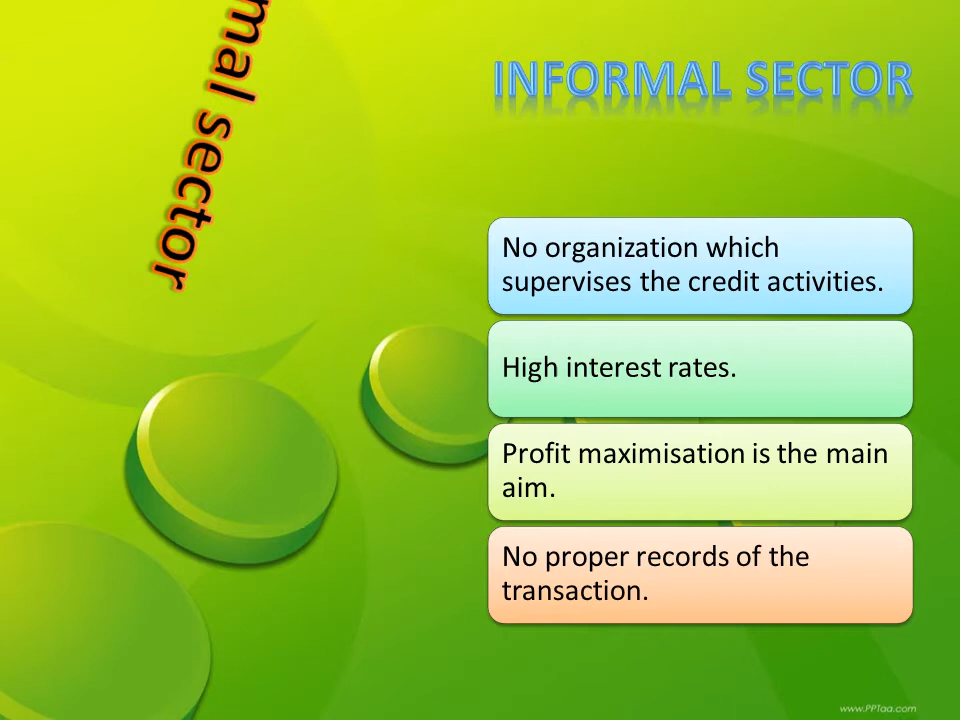 mal sector
INFORMAL SECTOR
No organization which
supervises the credit activities.
High interest rates.
Profit maximisation is the main
aim.
No proper records of the
transaction.
www.PPTaa.com